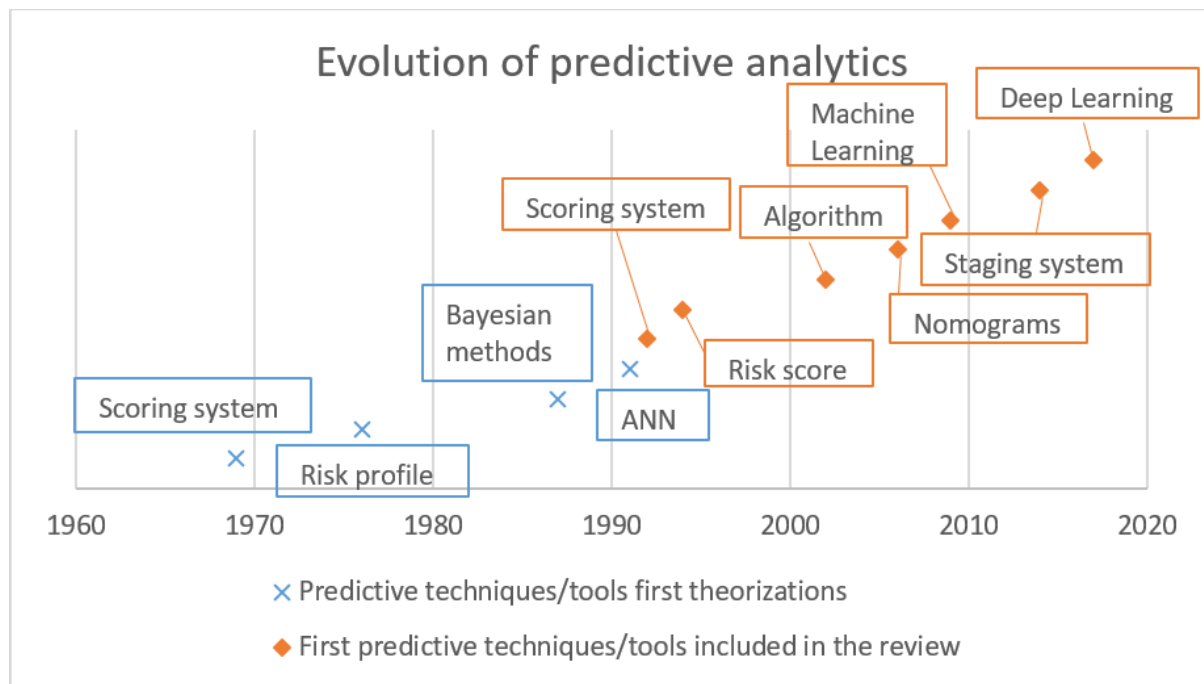 Evolution of predictive analytics
Deep Learning
Machine
Learning
Scoring system
Algorithm
Staging system
Bayesian
methods
Nomograms
Risk score
Scoring system
ANN
Risk profile
1960 1970 1980 1990 2000 2010 2020
Predictive techniques/tools first theorizations
First predictive techniques/tools included in the review